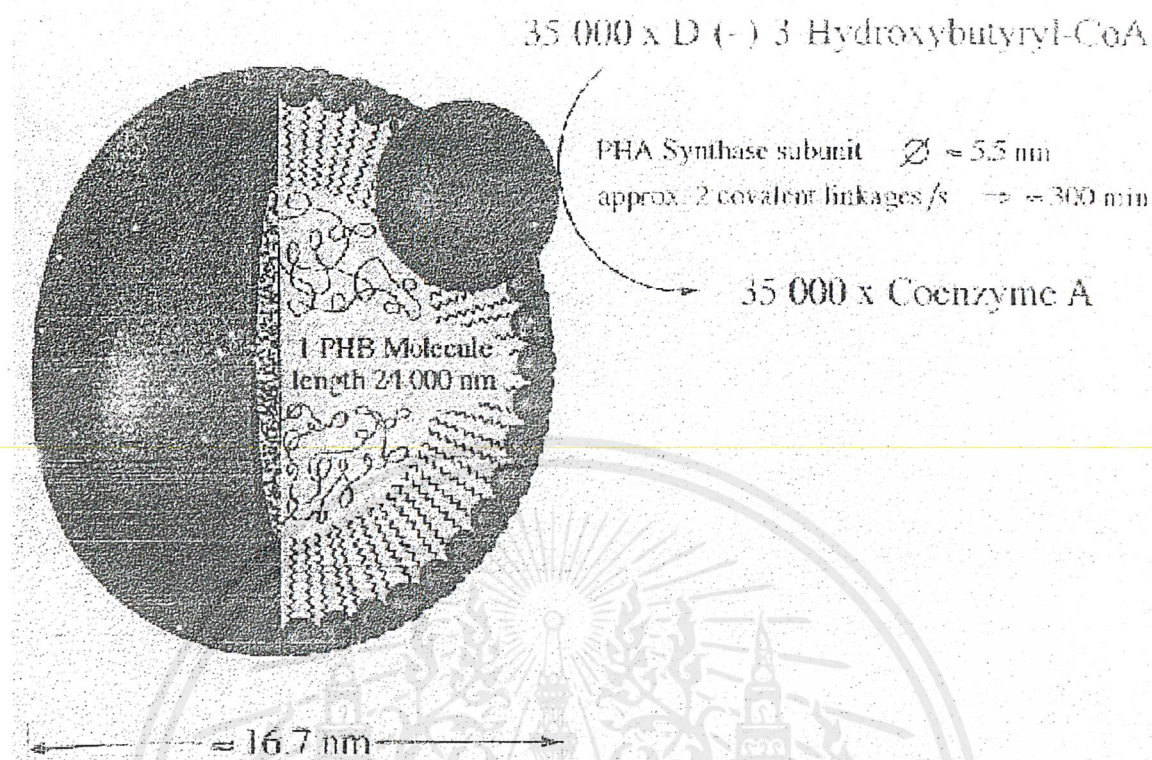 35 000 x D (-) 3 Hydroxybutyryl-CoA
PHA Synthase subunit Ø ≈ 5.5 nm
approx. 2 covalent linkages/s ⇒ ≈ 300 min
35 000 x Coenzyme A
1 PHB Molecule
length 24 000 nm
≈ 16.7 nm